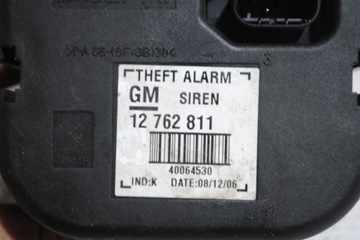 THEFT ALARM
GM SIREN
12 762 811
40064530
IND:K DATE:08/12/06